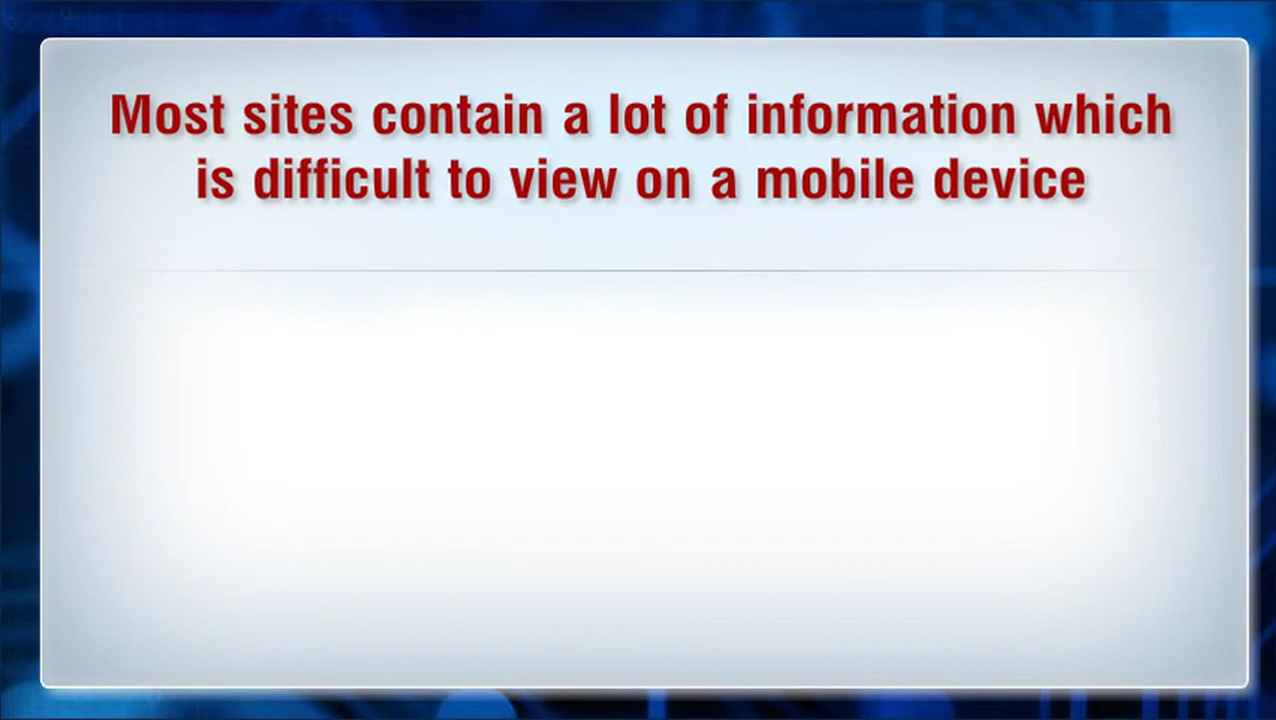 Most sites contain a lot of information which
is difficult to view on a mobile device